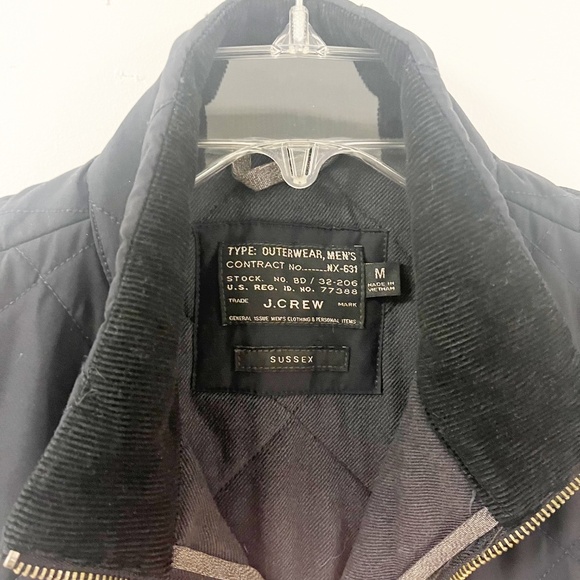 TYPE: OUTERWEAR, MEN'S
CONTRACT No.......NX-631
STOCK. NO. BD / 32-206
U.S. REG. ID. NO. 77388
TRADE J.CREW MARK
GENERAL ISSUE MEN'S CLOTHING & PERSONAL ITEMS
SUSSEX
M
MADE IN
VIETNAM